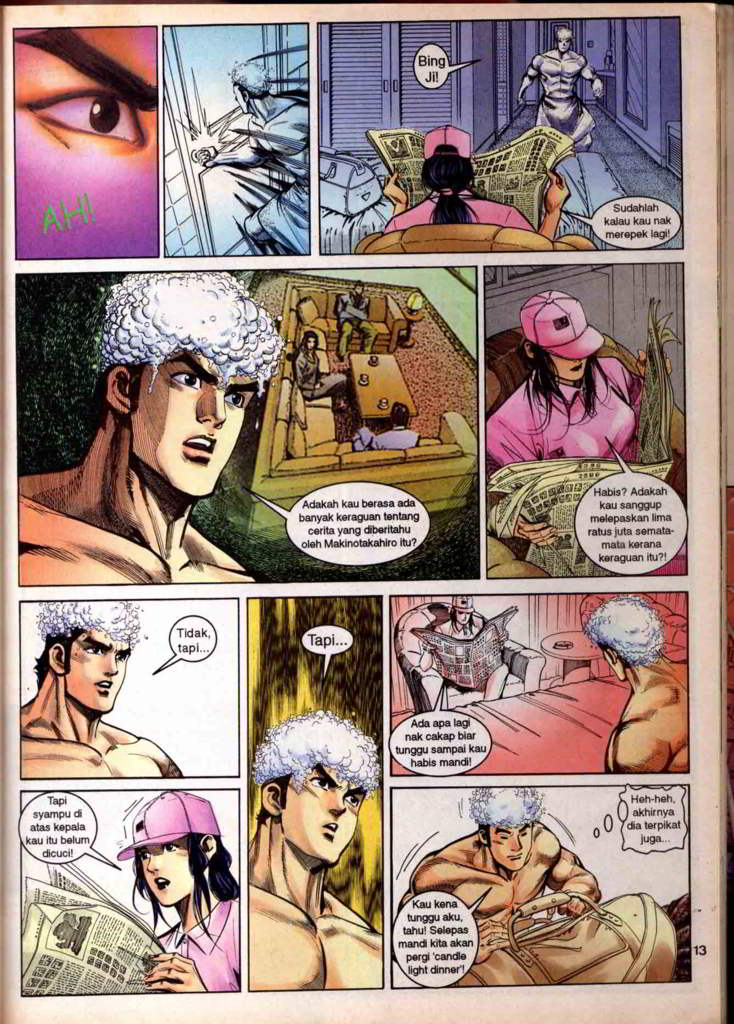 AH!
Bing
Ji!
Sudahlah
kalau kau nak
merepek lagi!
Adakah kau berasa ada
banyak keraguan tentang
cerita yang diberitahu
oleh Makinotakahiro itu?
Habis? Adakah
kau sanggup
melepaskan lima
ratus juta semata-
mata kerana
keraguan itu?!
Tidak,
tapi...
Tapi...
Ada apa lagi
nak cakap biar
tunggu sampai kau
habis mandi!
Tapi
syampu di
atas kepala
kau itu belum
dicuci!
Heh-heh,
akhirnya
dia terpikat
juga...
Kau kena
tunggu aku,
tahu! Selepas
mandi kita akan
pergi 'candle
light dinner'!
13